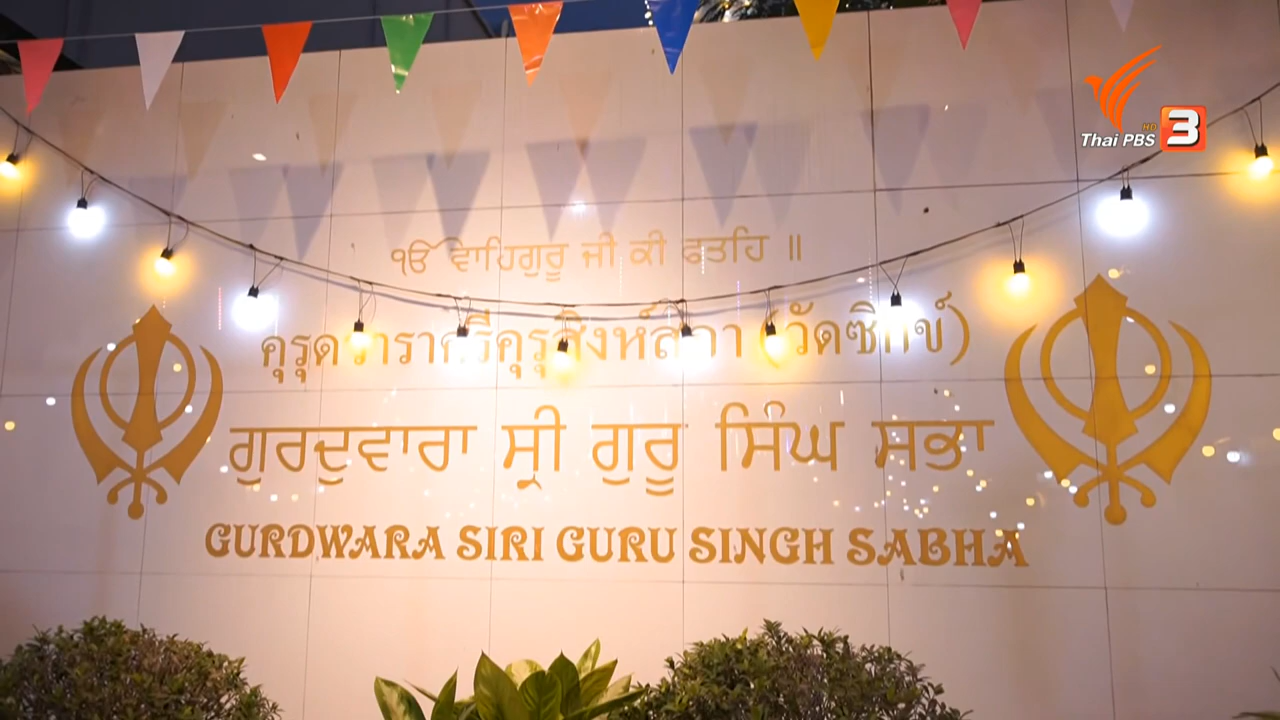 Thai PBS HD 3
ੴ ਵਾਹਿਗੁਰੂ ਜੀ ਕੀ ਫਤਹਿ ॥
คุรุดวาราศรีคุรุสิงห์สภา (วัดซิกข์)
ਗੁਰਦੁਵਾਰਾ ਸ੍ਰੀ ਗੁਰੂ ਸਿੰਘ ਸਭਾ
GURDWARA SIRI GURU SINGH SABHA